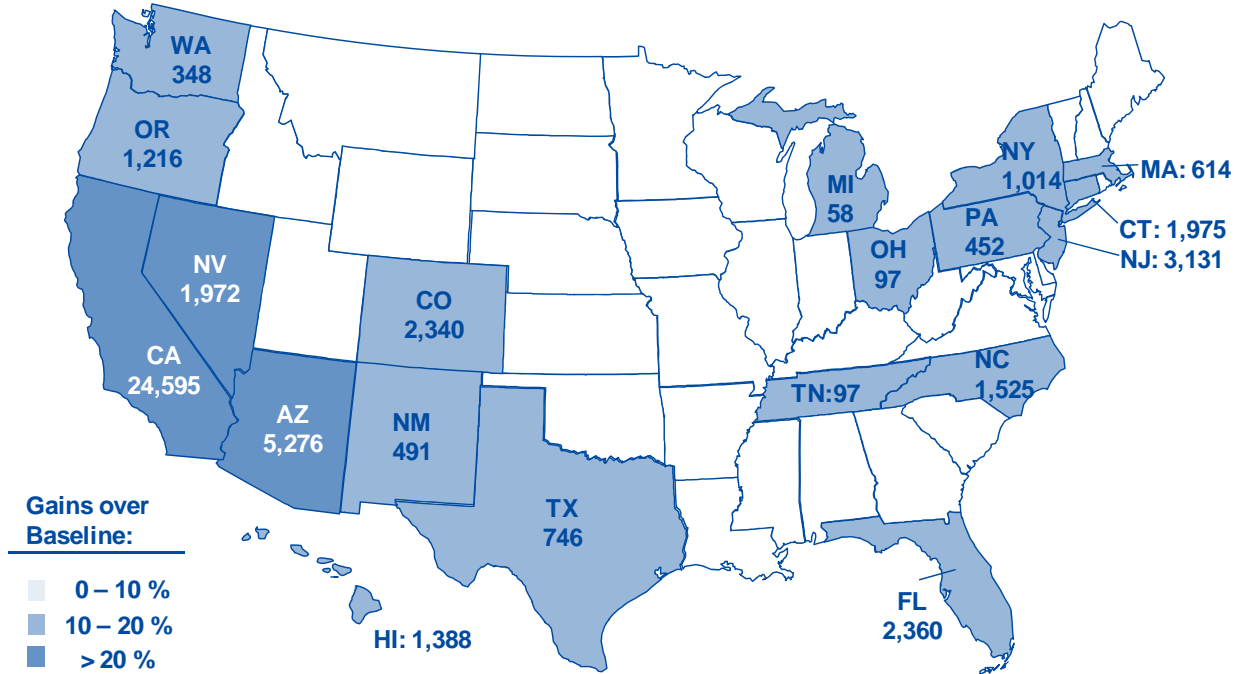 WA
348
OR
1,216
NV
1,972
CA
24,595
AZ
5,276
CO
2,340
NM
491
TX
746
MI
58
OH
97
NY
1,014
PA
452
MA: 614
CT: 1,975
NJ: 3,131
TN:97
NC
1,525
FL
2,360
HI: 1,388
Gains over
Baseline:
0 – 10 %
10 – 20 %
> 20 %